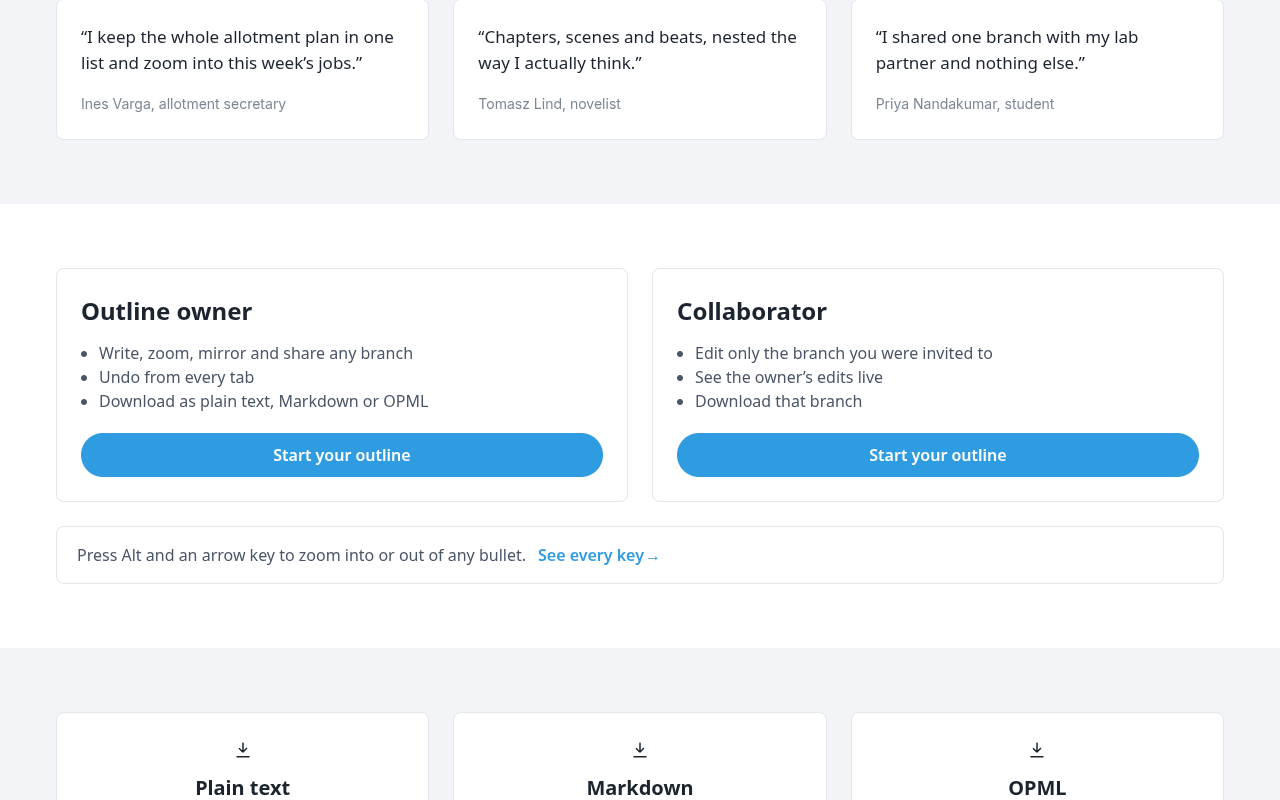 “I keep the whole allotment plan in one
list and zoom into this week’s jobs.”
Ines Varga, allotment secretary
“Chapters, scenes and beats, nested the
way I actually think.”
Tomasz Lind, novelist
“I shared one branch with my lab
partner and nothing else.”
Priya Nandakumar, student
Outline owner
• Write, zoom, mirror and share any branch
• Undo from every tab
• Download as plain text, Markdown or OPML
Start your outline
Collaborator
• Edit only the branch you were invited to
• See the owner’s edits live
• Download that branch
Start your outline
Press Alt and an arrow key to zoom into or out of any bullet. See every key→
Plain text
Markdown
OPML